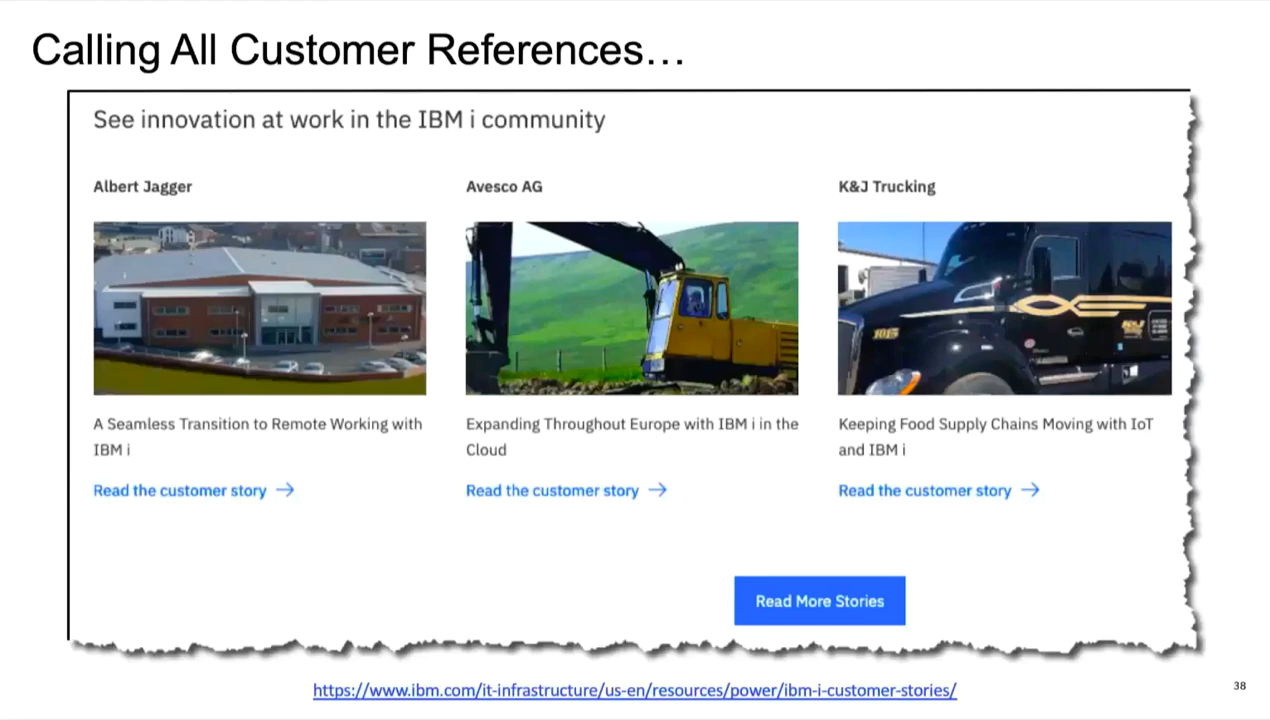 Calling All Customer References…
See innovation at work in the IBM i community
Albert Jagger
Avesco AG
K&J Trucking
1015
A Seamless Transition to Remote Working with
IBM i
Expanding Throughout Europe with IBM i in the
Cloud
Keeping Food Supply Chains Moving with IoT
and IBM i
Read the customer story →
Read the customer story →
Read the customer story →
Read More Stories
https://www.ibm.com/it-infrastructure/us-en/resources/power/ibm-i-customer-stories/
38